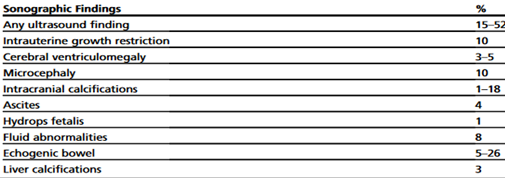 Sonographic Findings %
Any ultrasound finding 15–52
Intrauterine growth restriction 10
Cerebral ventriculomegaly 3–5
Microcephaly 10
Intracranial calcifications 1–18
Ascites 4
Hydrops fetalis 1
Fluid abnormalities 8
Echogenic bowel 5–26
Liver calcifications 3